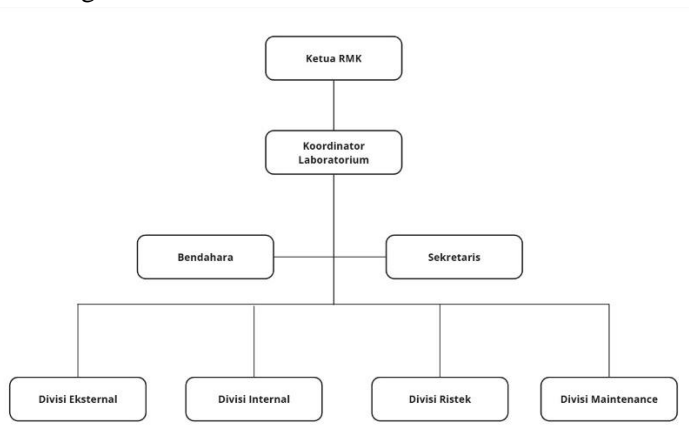 Ketua RMK
Koordinator
Laboratorium
Bendahara
Sekretaris
Divisi Eksternal
Divisi Internal
Divisi Ristek
Divisi Maintenance